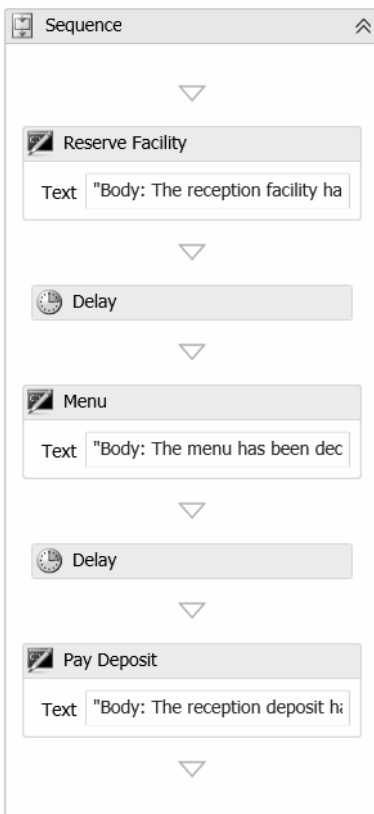 Sequence
Reserve Facility
Text "Body: The reception facility ha
Delay
Menu
Text "Body: The menu has been dec
Delay
Pay Deposit
Text "Body: The reception deposit ha